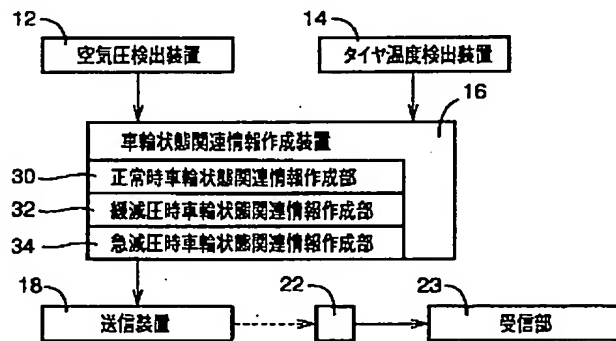 12
14
空気圧検出装置
タイヤ温度検出装置
16
車輪状態関連情報作成装置
30
正常時車輪状態関連情報作成部
32
緩減圧時車輪状態関連情報作成部
34
急減圧時車輪状態関連情報作成部
18
22
23
送信装置
受信部